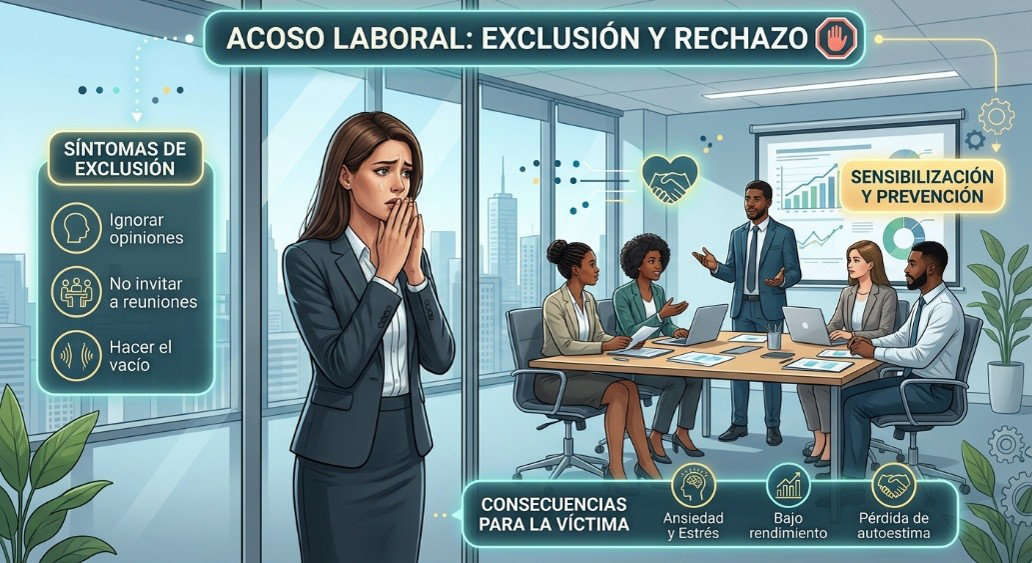 ACOSO LABORAL: EXCLUSIÓN Y RECHAZO
SÍNTOMAS DE
EXCLUSIÓN
Ignorar
opiniones
No invitar
a reuniones
Hacer el
vacío
SENSIBILIZACIÓN
Y PREVENCIÓN
CONSECUENCIAS
PARA LA VÍCTIMA
Ansiedad
y Estrés
Bajo
rendimiento
Pérdida de
autoestima